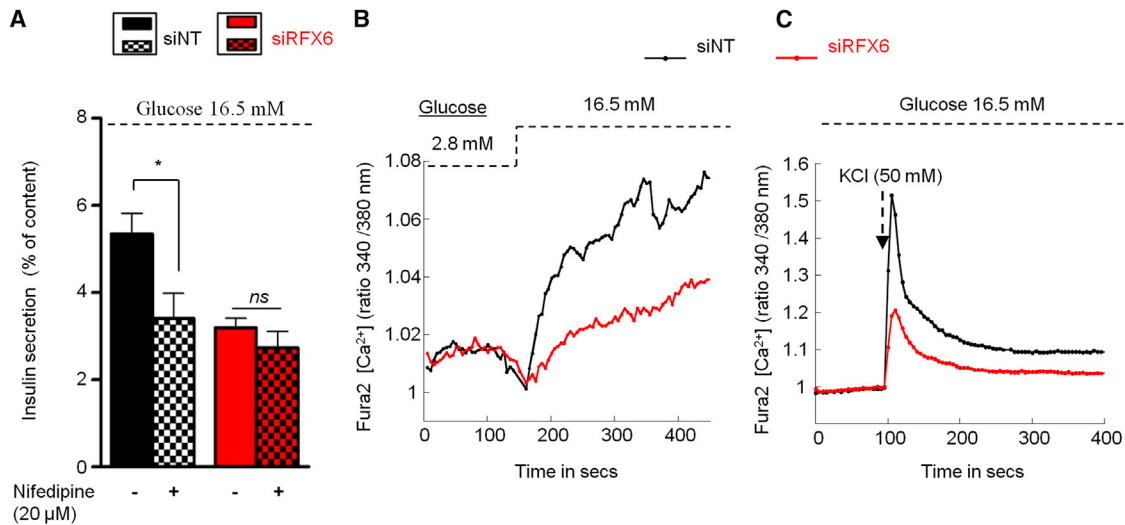 A
siNT
siRFX6
Glucose 16.5 mM
8
6
4
2
0
Insulin secretion (% of content)
*
ns
Nifedipine - + - +
(20 µM)
B
siNT
siRFX6
Glucose
2.8 mM
16.5 mM
1.08
1.06
1.04
1.02
1
Fura2 [Ca2+] (ratio 340 /380 nm)
0 100 200 300 400
Time in secs
C
Glucose 16.5 mM
KCl (50 mM)
1.6
1.5
1.4
1.3
1.2
1.1
1
Fura2 [Ca2+] (ratio 340 /380 nm)
0 100 200 300 400
Time in secs